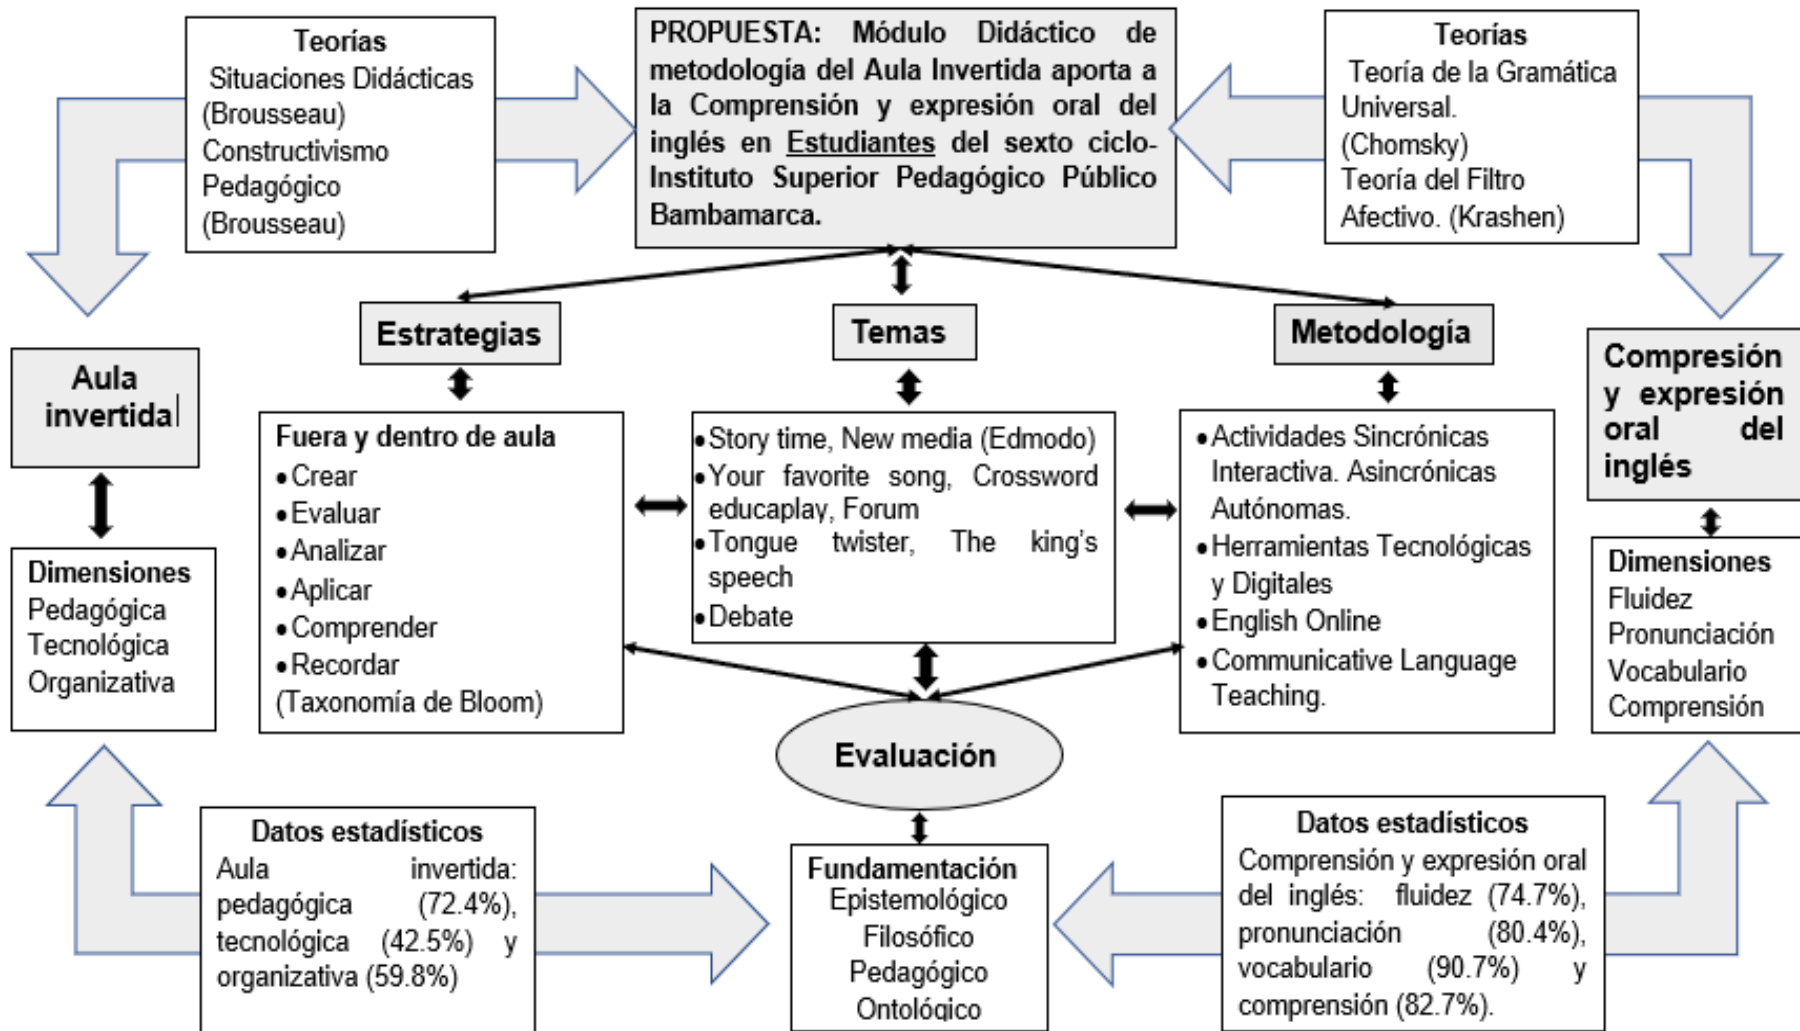 Teorías
Situaciones Didácticas
(Brousseau)
Constructivismo
Pedagógico
(Brousseau)
PROPUESTA: Módulo Didáctico de
metodología del Aula Invertida aporta a
la Comprensión y expresión oral del
inglés en Estudiantes del sexto ciclo-
Instituto Superior Pedagógico Público
Bambamarca.
Teorías
Teoría de la Gramática
Universal.
(Chomsky)
Teoría del Filtro
Afectivo. (Krashen)
Estrategias
Temas
Metodología
Aula
invertida
Compresión
y expresión
oral del
inglés
Fuera y dentro de aula
• Crear
• Evaluar
• Analizar
• Aplicar
• Comprender
• Recordar
(Taxonomía de Bloom)
• Story time, New media (Edmodo)
• Your favorite song, Crossword
educaplay, Forum
• Tongue twister, The king's
speech
• Debate
• Actividades Sincrónicas
Interactiva. Asincrónicas
Autónomas.
• Herramientas Tecnológicas
y Digitales
• English Online
• Communicative Language
Teaching.
Dimensiones
Pedagógica
Tecnológica
Organizativa
Dimensiones
Fluidez
Pronunciación
Vocabulario
Comprensión
Evaluación
Datos estadísticos
Aula invertida:
pedagógica (72.4%),
tecnológica (42.5%) y
organizativa (59.8%)
Fundamentación
Epistemológico
Filosófico
Pedagógico
Ontológico
Datos estadísticos
Comprensión y expresión oral
del inglés: fluidez (74.7%),
pronunciación (80.4%),
vocabulario (90.7%) y
comprensión (82.7%).